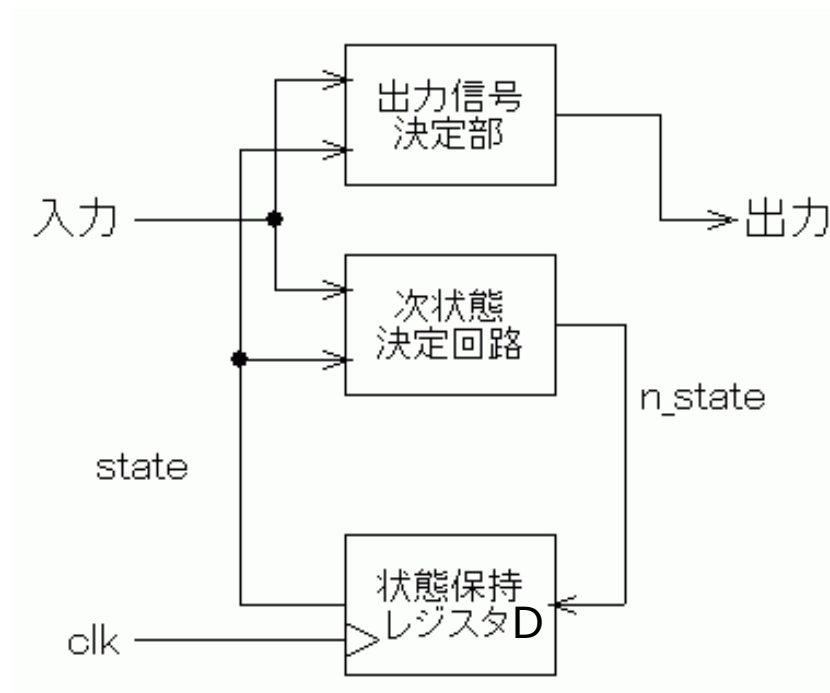 出力信号
決定部
入力
出力
次状態
決定回路
n_state
state
状態保持
レジスタD
clk